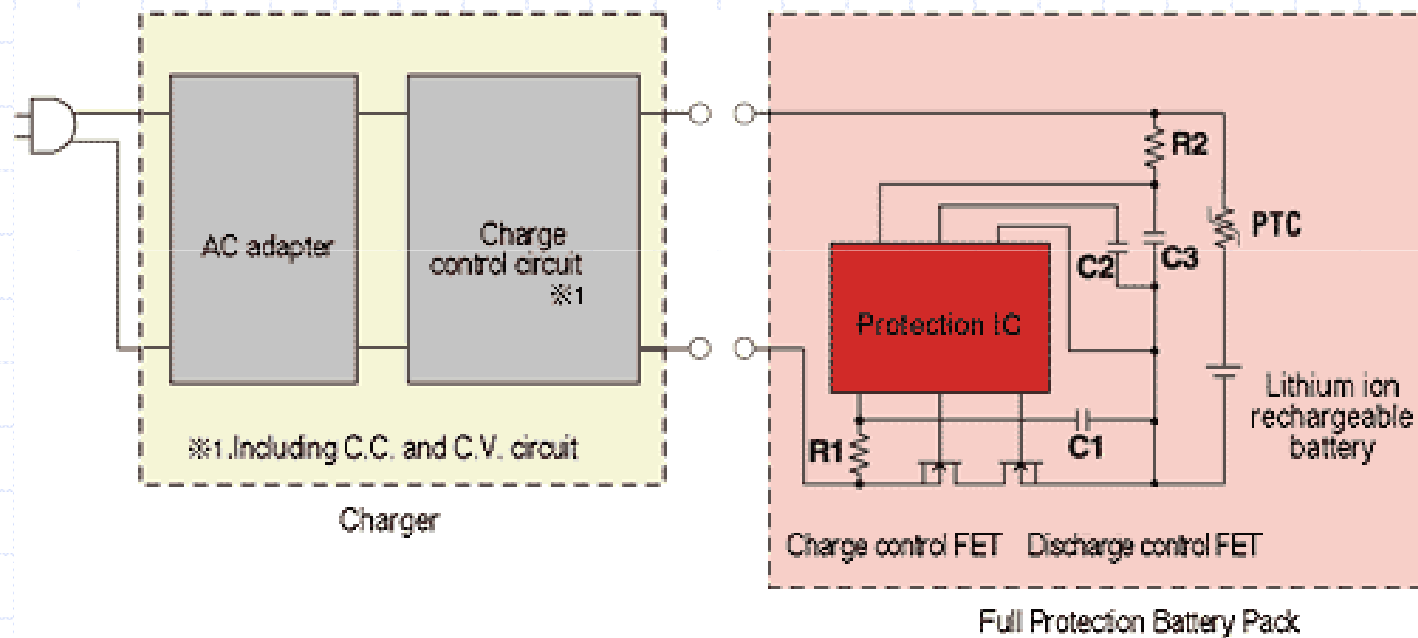 AC adapter
Charge
control circuit
※1
※1.Including C.C. and C.V. circuit
Charger
R2
PTC
C2
C3
Protection IC
Lithium ion
rechargeable
battery
R1
C1
Charge control FET
Discharge control FET
Full Protection Battery Pack